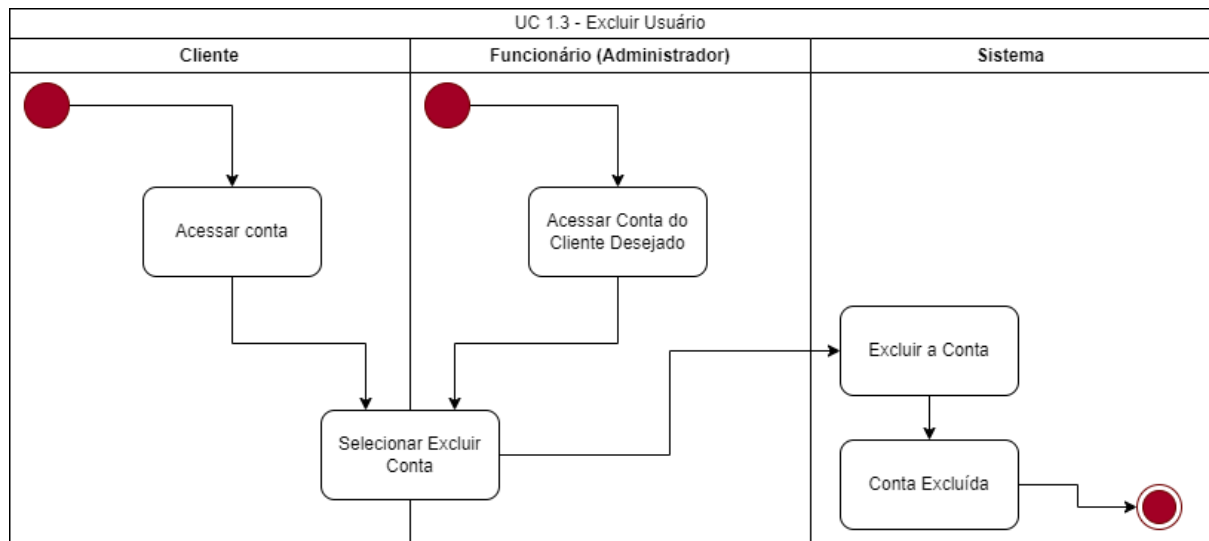 UC 1.3 - Excluir Usuário
Cliente
Funcionário (Administrador)
Sistema
Acessar conta
Acessar Conta do
Cliente Desejado
Selecionar Excluir
Conta
Excluir a Conta
Conta Excluída